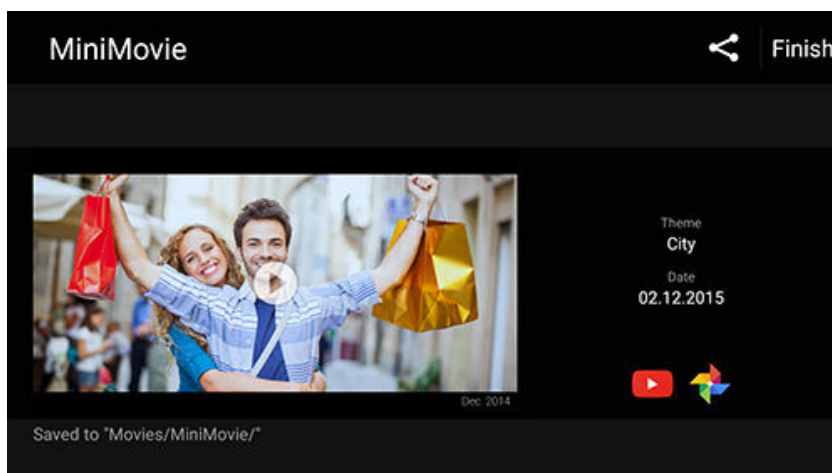 MiniMovie
Finish
Theme
City
Date
02.12.2015
Dec 2014
Saved to "Movies/MiniMovie/"